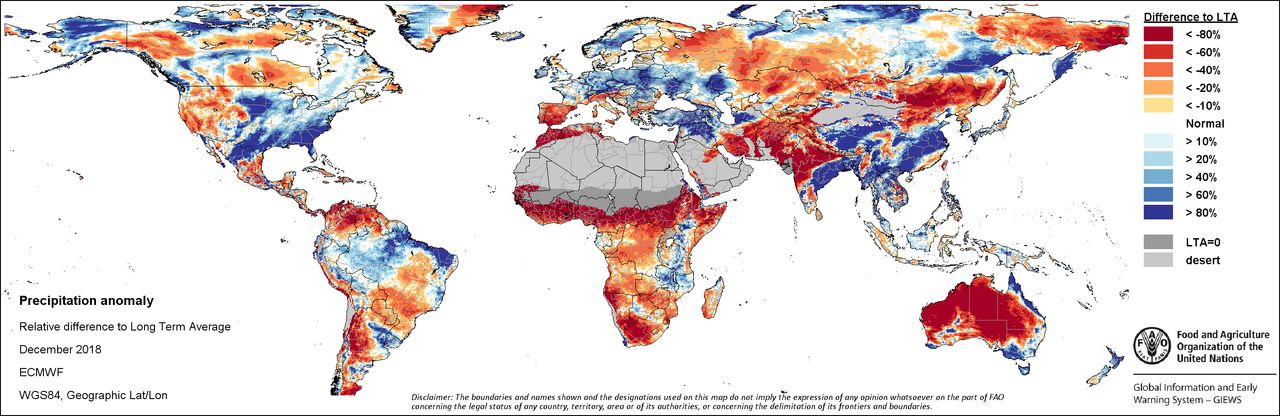 Difference to LTA
< -80%
< -60%
< -40%
< -20%
< -10%
Normal
> 10%
> 20%
> 40%
> 60%
> 80%
LTA=0
desert
Precipitation anomaly
Relative difference to Long Term Average
December 2018
ECMWF
WGS84, Geographic Lat/Lon
Disclaimer: The boundaries and names shown and the designations used on this map do not imply the expression of any opinion whatsoever on the part of FAO
concerning the legal status of any country, territory, area or of its authorities, or concerning the delimitation of its frontiers and boundaries.
Food and Agriculture
Organization of the
United Nations
Global Information and Early
Warning System – GIEWS